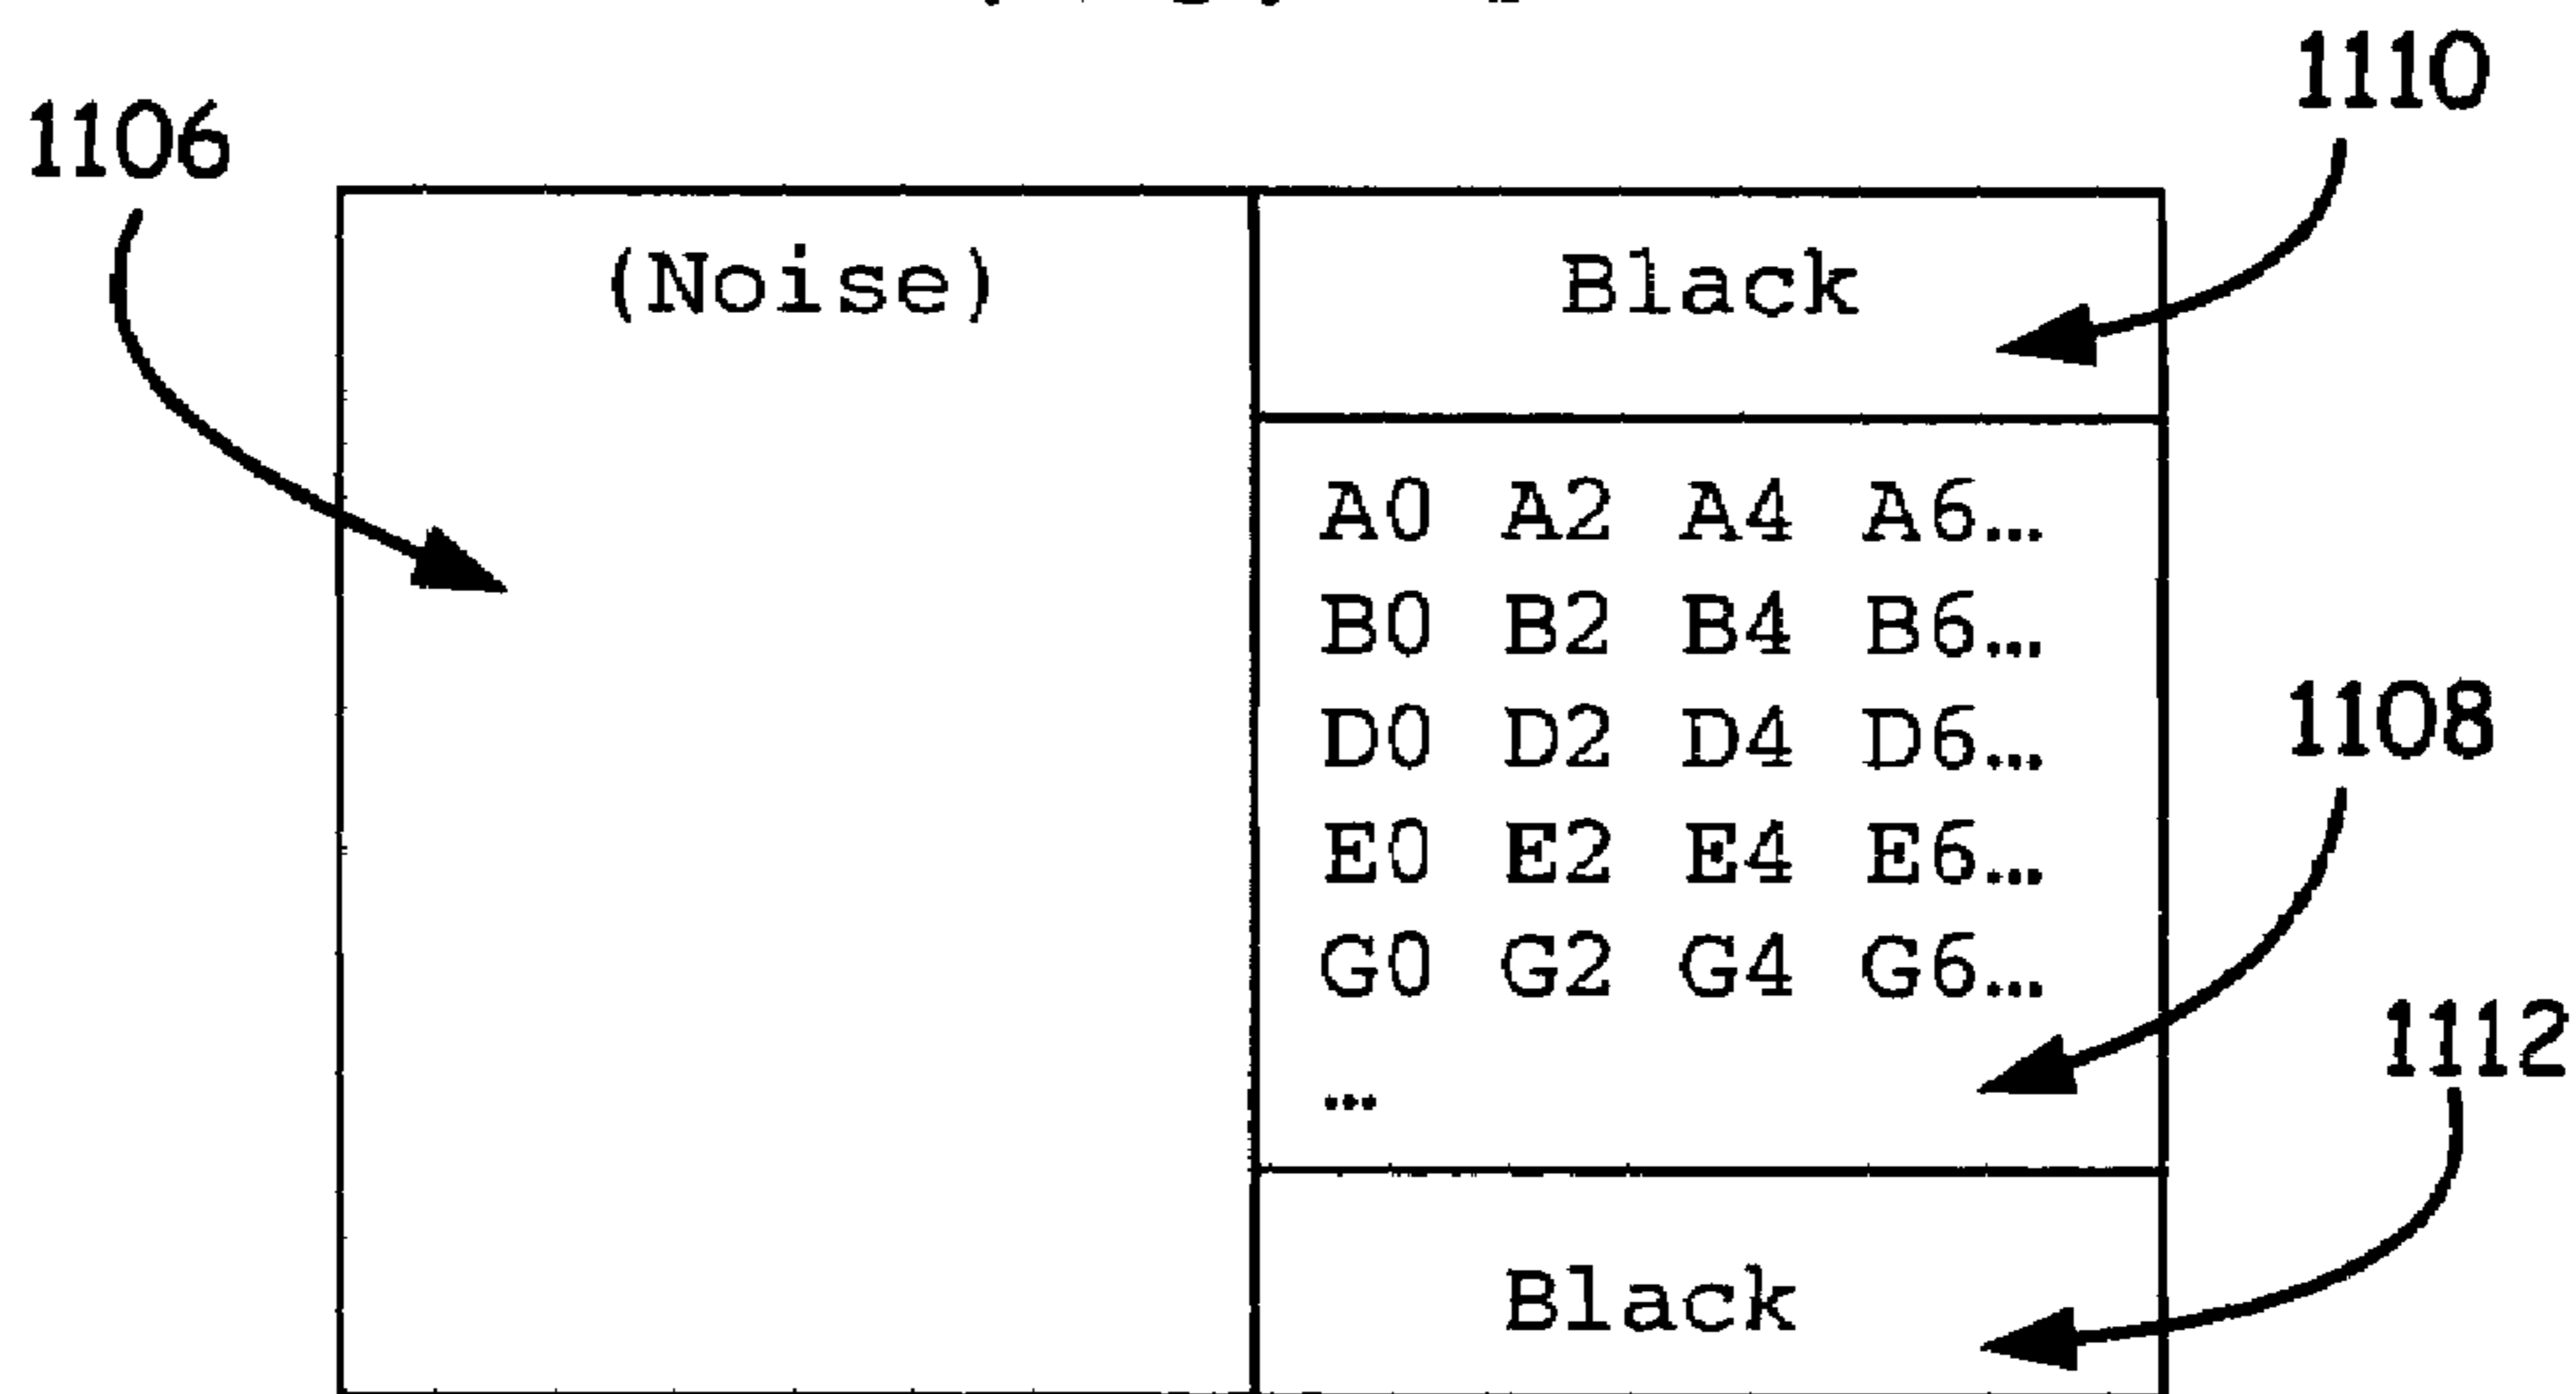 1110
1106
(Noise) Black
A0 A2 A4 A6…
B0 B2 B4 B6…
D0 D2 D4 D6…
1108
E0 E2 E4 E6…
G0 G2 G4 G6…
1112
…
Black